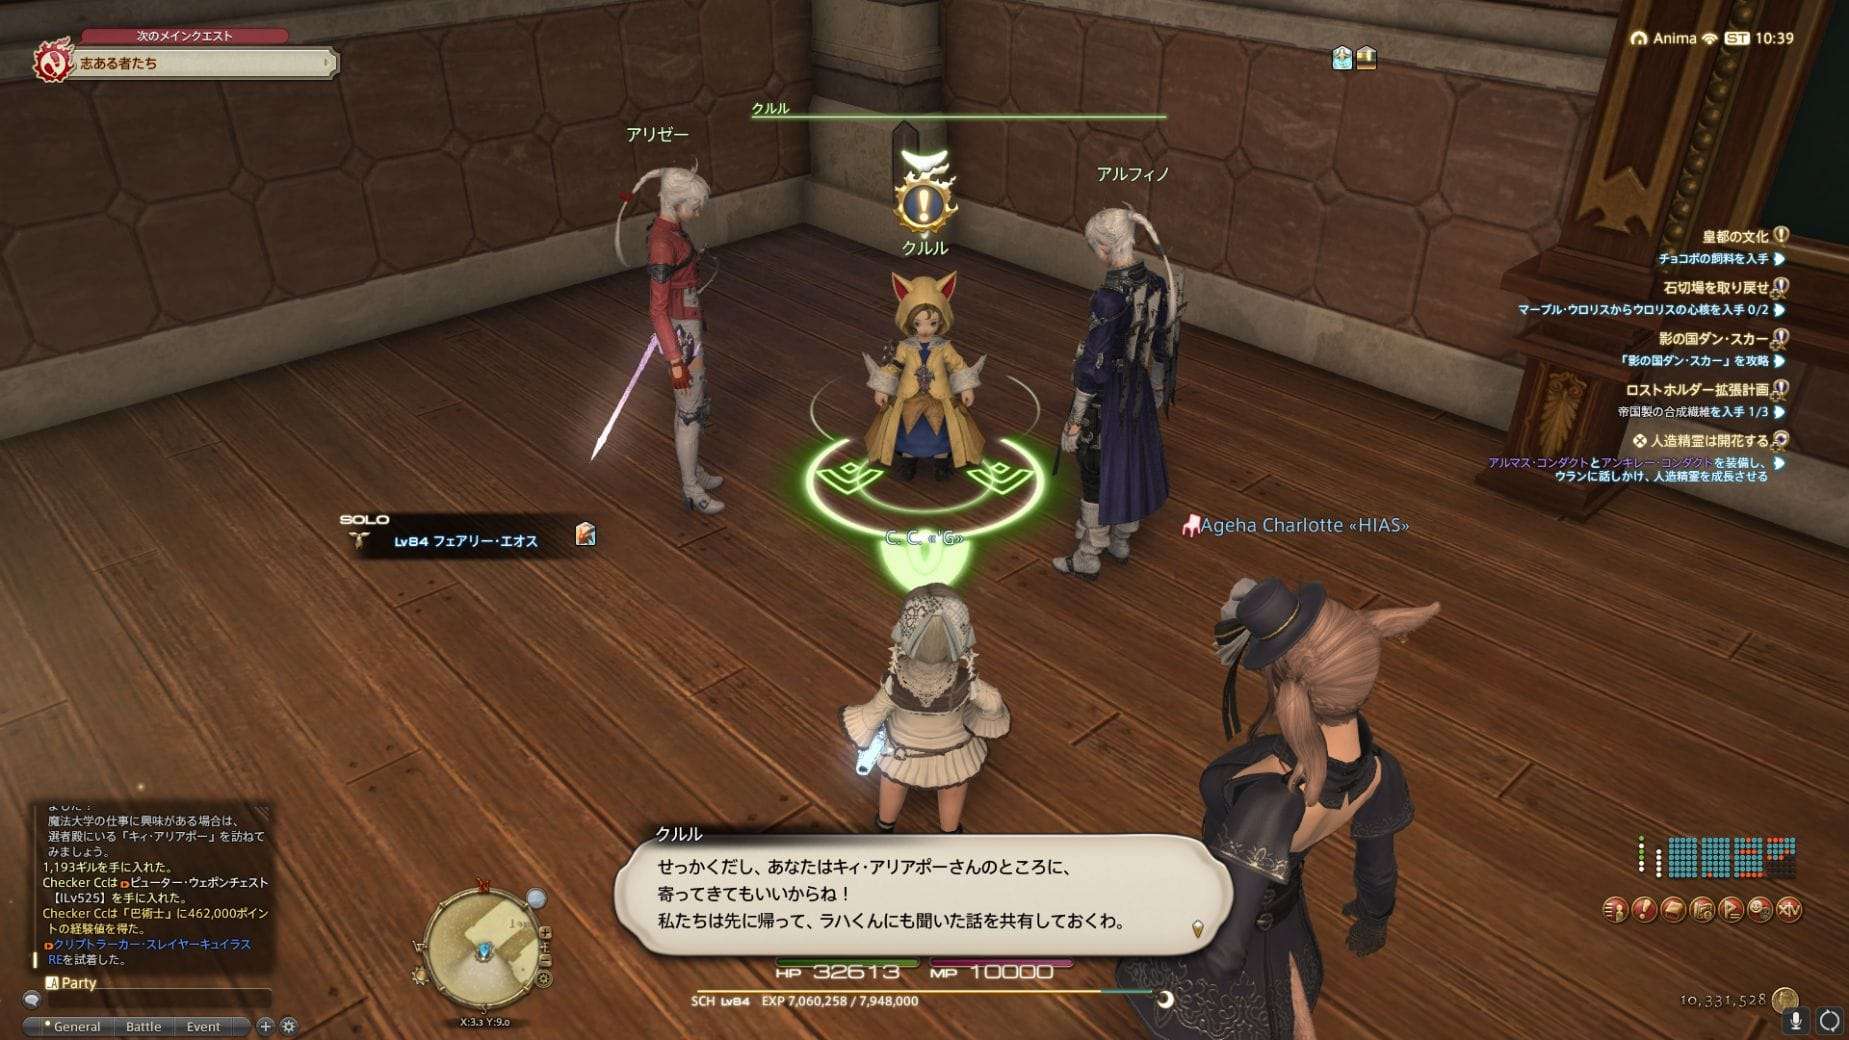 次のメインクエスト
志ある者たち
Anima ST 10:39
クルル
アリゼー
アルフィノ
クルル
皇都の文化
チョコボの飼料を入手
石切場を取り戻せ
マーブル・ウロリスからウロリスの心核を入手 0/2
影の国ダン・スカー
「影の国ダン・スカー」を攻略
ロストホルダー拡張計画
帝国製の合成繊維を入手 1/3
人造精霊は開花する
アルマス・コンダクトとアンキレー・コンダクトを装備し、
ウランに話しかけ、人造精霊を成長させる
SOLO
Lv84 フェアリー・エオス
C. C. «'G»
Ageha Charlotte «HIAS»
ました！
魔法大学の仕事に興味がある場合は、
選者殿にいる「キィ・アリアポー」を訪ねて
みましょう。
1,193ギルを手に入れた。
Checker Ccは ピューター・ウェポンチェスト
【ILv525】を手に入れた。
Checker Ccは「巴術士」に462,000ポイン
トの経験値を得た。
クリプトラーカー・スレイヤーキュイラス
REを試着した。
Party
General Battle Event
X:3.3 Y:9.0
クルル
せっかくだし、あなたはキィ・アリアポーさんのところに、
寄ってきてもいいからね！
私たちは先に帰って、ラハくんにも聞いた話を共有しておくわ。
HP 32613 MP 10000
SCH Lv84 EXP 7,060,258 / 7,948,000
10,331,528